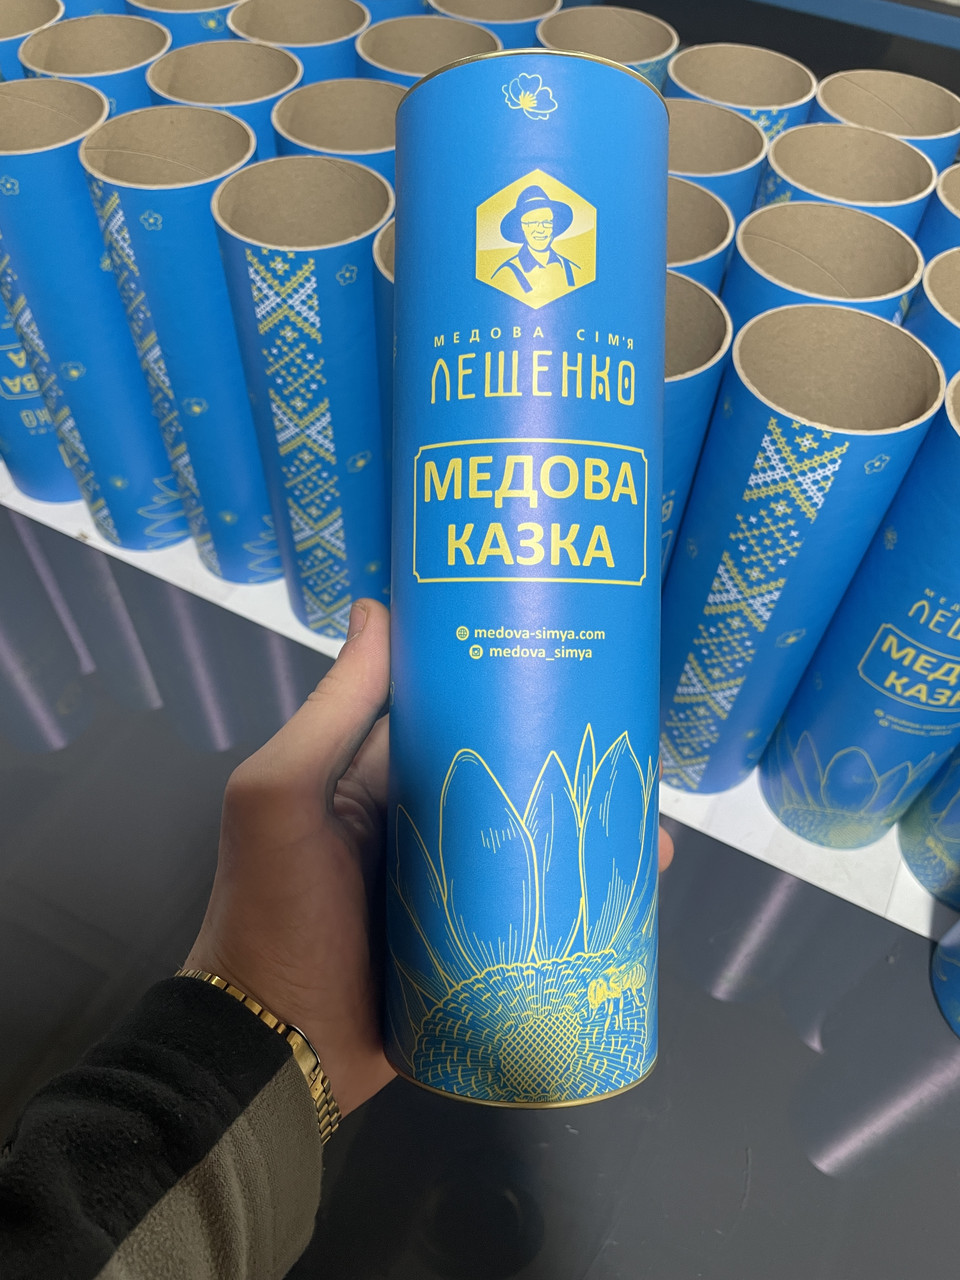 МЕДОВА СІМ'Я
ЛЕЩЕНКО
МЕДОВА
КАЗКА
medova-simya.com
medova_simya